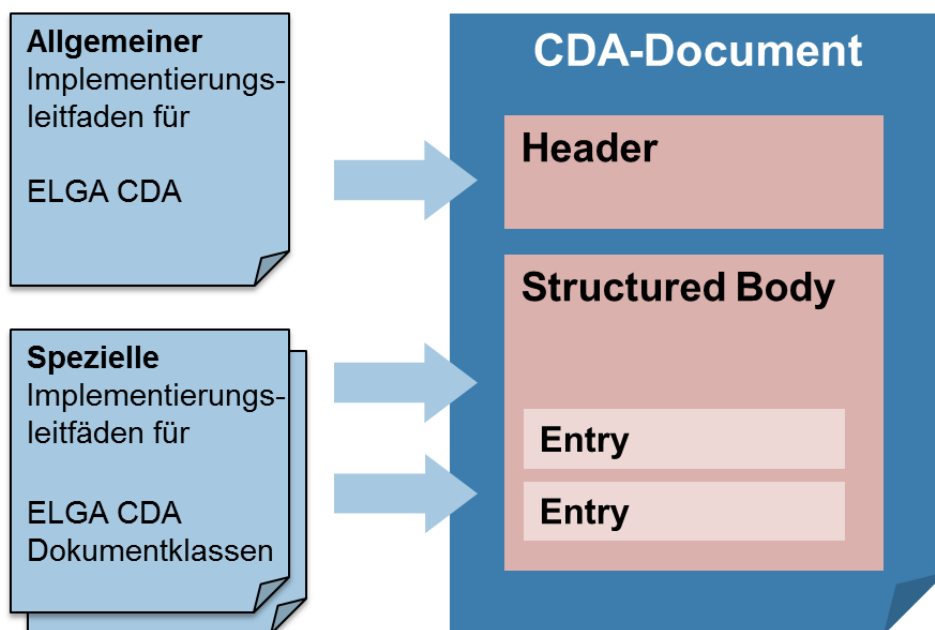 Allgemeiner
Implementierungs-
leitfaden für
ELGA CDA
Spezielle
Implementierungs-
leitfäden für
ELGA CDA
Dokumentklassen
CDA-Document
Header
Structured Body
Entry
Entry